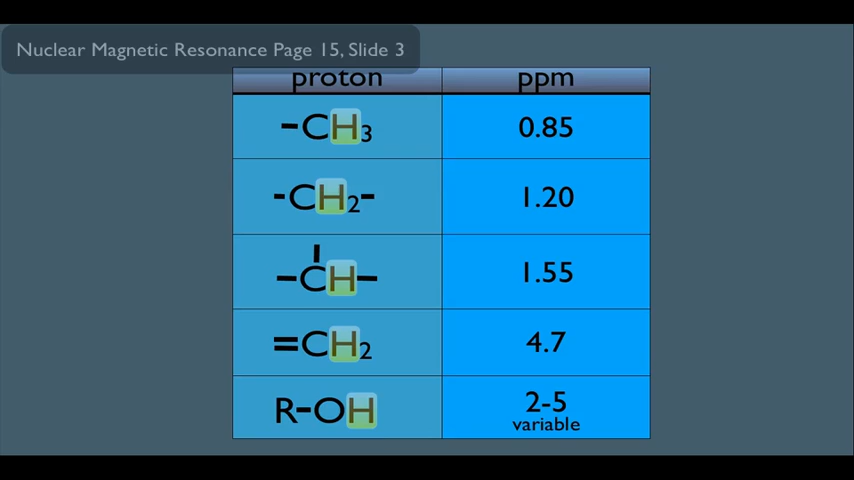 Nuclear Magnetic Resonance Page 15, Slide 3
proton ppm
-CH3 0.85
-CH2- 1.20
-CH- 1.55
=CH2 4.7
R-OH 2-5
variable